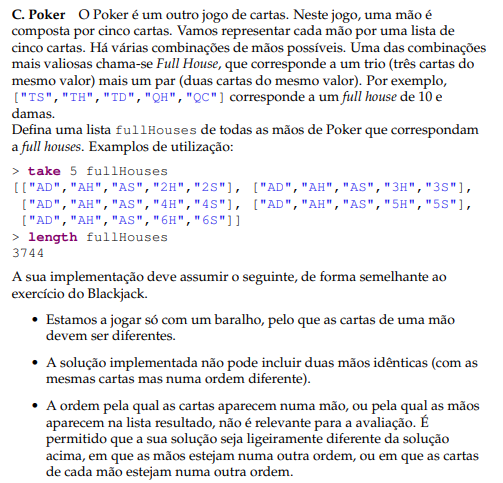 C. Poker O Poker é um outro jogo de cartas. Neste jogo, uma mão é
composta por cinco cartas. Vamos representar cada mão por uma lista de
cinco cartas. Há várias combinações de mãos possíveis. Uma das combinações
mais valiosas chama-se Full House, que corresponde a um trio (três cartas do
mesmo valor) mais um par (duas cartas do mesmo valor). Por exemplo,
["TS","TH","TD","QH","QC"] corresponde a um full house de 10 e
damas.
Defina uma lista fullHouses de todas as mãos de Poker que correspondam
a full houses. Exemplos de utilização:
> take 5 fullHouses
[["AD","AH","AS","2H","2S"], ["AD","AH","AS","3H","3S"],
["AD","AH","AS","4H","4S"], ["AD","AH","AS","5H","5S"],
["AD","AH","AS","6H","6S"]]
> length fullHouses
3744
A sua implementação deve assumir o seguinte, de forma semelhante ao
exercício do Blackjack.
• Estamos a jogar só com um baralho, pelo que as cartas de uma mão
devem ser diferentes.
• A solução implementada não pode incluir duas mãos idênticas (com as
mesmas cartas mas numa ordem diferente).
• A ordem pela qual as cartas aparecem numa mão, ou pela qual as mãos
aparecem na lista resultado, não é relevante para a avaliação. É
permitido que a sua solução seja ligeiramente diferente da solução
acima, em que as mãos estejam numa outra ordem, ou em que as cartas
de cada mão estejam numa outra ordem.